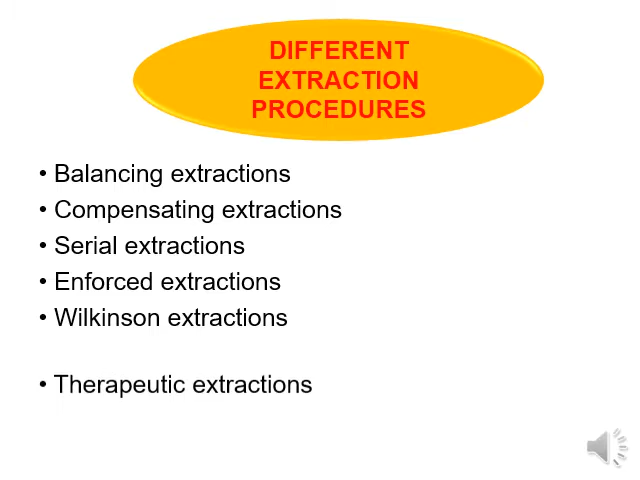 DIFFERENT
EXTRACTION
PROCEDURES
• Balancing extractions
• Compensating extractions
• Serial extractions
• Enforced extractions
• Wilkinson extractions
• Therapeutic extractions